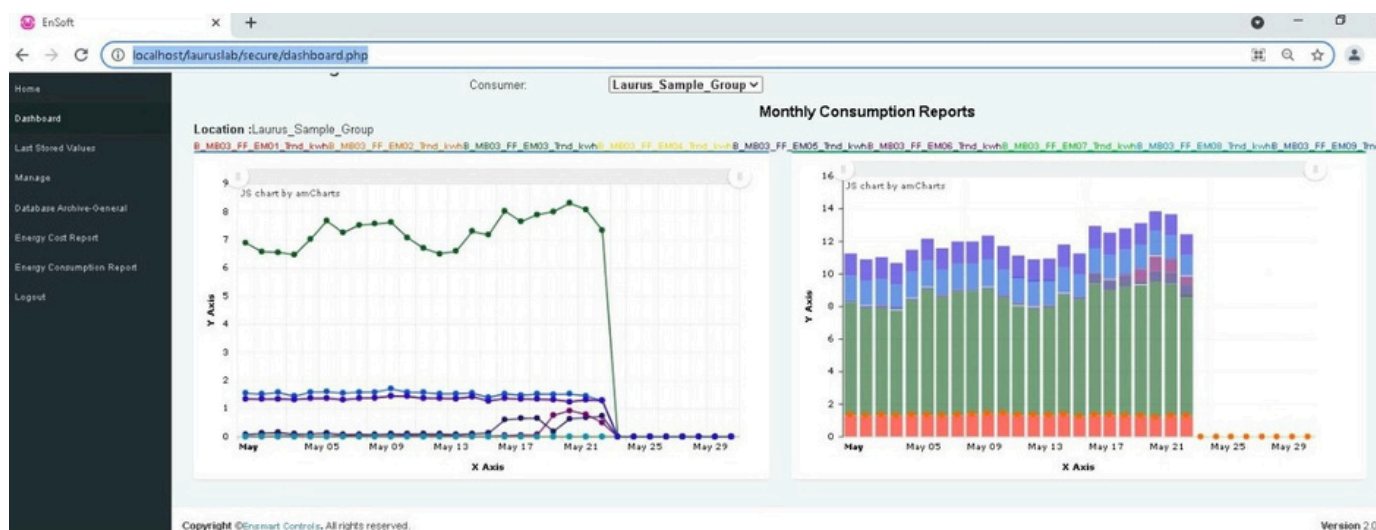 EnSoft
localhost/lauruslab/secure/dashboard.php
Home
Dashboard
Last Stored Values
Manage
Database Archive-General
Energy Cost Report
Energy Consumption Report
Logout
Consumer:
Laurus_Sample_Group
Monthly Consumption Reports
Location :Laurus_Sample_Group
B_MB03_FF_EM01_Trnd_kwhB_MB03_FF_EM02_Trnd_kwhB_MB03_FF_EM03_Trnd_kwhB_MB03_FF_EM04_Trnd_kwhB_MB03_FF_EM05_Trnd_kwhB_MB03_FF_EM06_Trnd_kwhB_MB03_FF_EM07_Trnd_kwhB_MB03_FF_EM08_Trnd_kwhB_MB03_FF_EM09_Trn
JS chart by amCharts
9
8
7
6
5
4
3
2
1
0
Y Axis
May May 05 May 09 May 13 May 17 May 21 May 25 May 29
X Axis
JS chart by amCharts
16
14
12
10
8
6
4
2
0
Y Axis
May May 05 May 09 May 13 May 17 May 21 May 25 May 29
X Axis
Copyright ©Ensmart Controls. All rights reserved.
Version 2.0